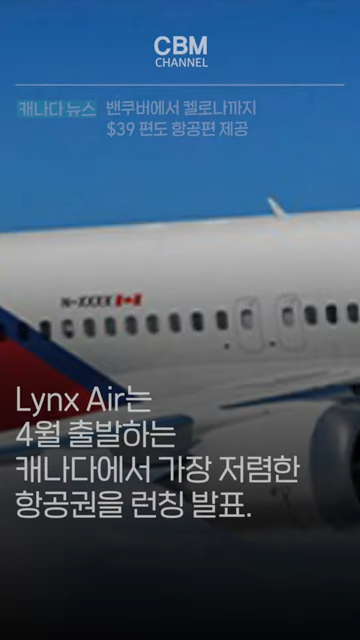 CBM
CHANNEL
캐나다 뉴스 밴쿠버에서 켈로나까지
$39 편도 항공편 제공
N-XXXX
Lynx Air는
4월 출발하는
캐나다에서 가장 저렴한
항공권을 런칭 발표.